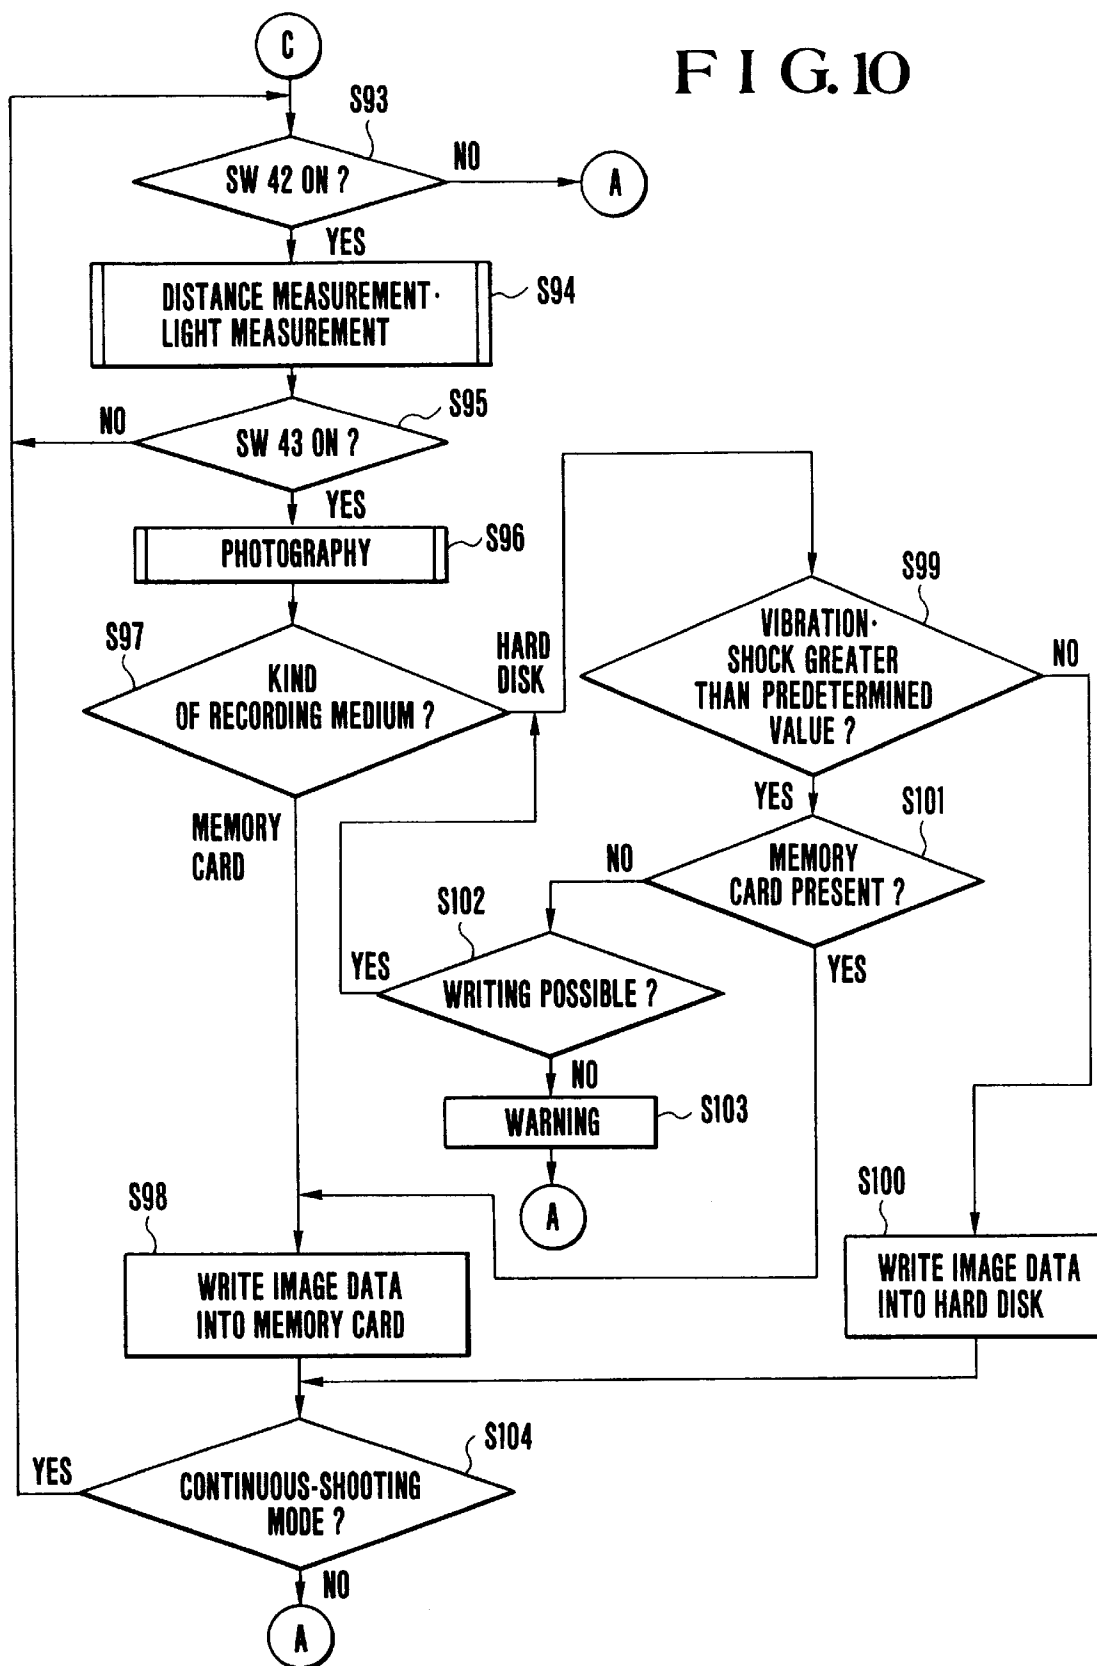 C
FIG.10
S93
SW 42 ON ?
NO
A
YES
DISTANCE MEASUREMENT·
LIGHT MEASUREMENT
S94
S95
NO
SW 43 ON ?
YES
PHOTOGRAPHY
S96
S97
KIND
OF RECORDING MEDIUM ?
HARD
DISK
S99
VIBRATION·
SHOCK GREATER
THAN PREDETERMINED
VALUE ?
NO
YES
MEMORY
CARD
S101
MEMORY
CARD PRESENT ?
NO
YES
S102
YES
WRITING POSSIBLE ?
NO
WARNING
S103
A
S98
WRITE IMAGE DATA
INTO MEMORY CARD
S100
WRITE IMAGE DATA
INTO HARD DISK
S104
YES
CONTINUOUS-SHOOTING
MODE ?
NO
A